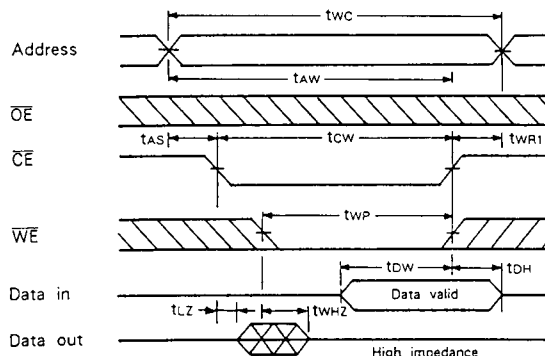 tWC
Address
tAW
OE
tAS
tCW
tWR1
CE
tWP
WE
tDW
tDH
Data in
Data valid
tLZ
tWHZ
Data out
High impedance